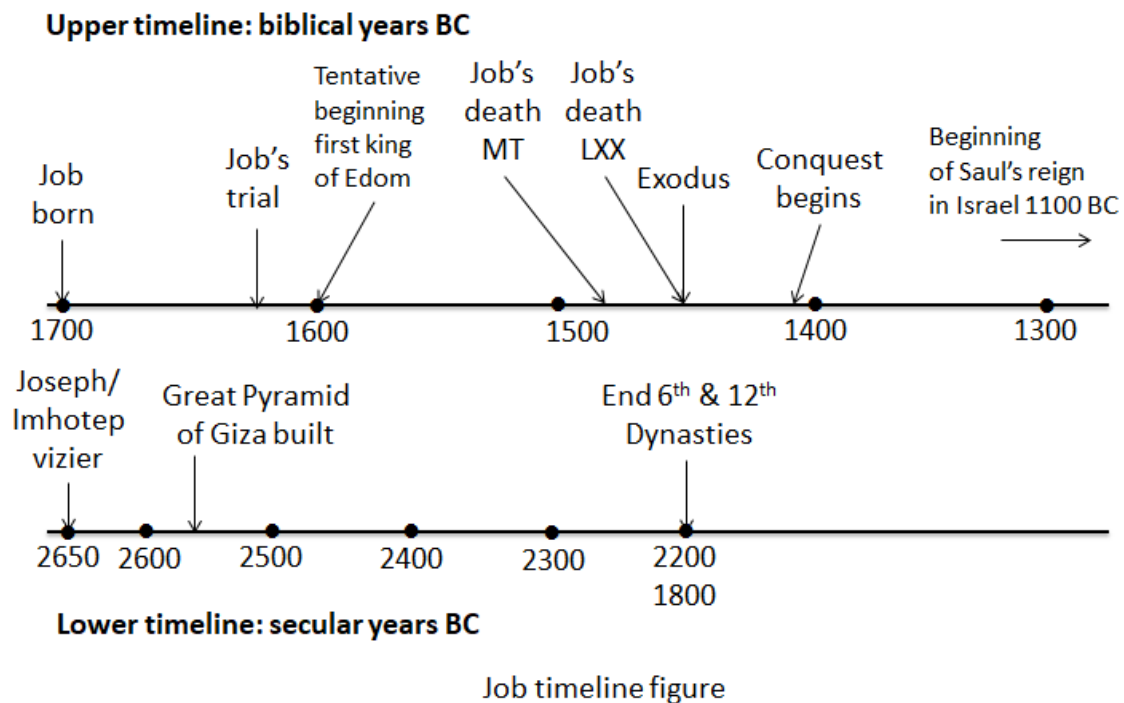 Upper timeline: biblical years BC
Job
born
Job's
trial
Tentative
beginning
first king
of Edom
Job's
death
MT
Job's
death
LXX
Exodus
Conquest
begins
Beginning
of Saul's reign
in Israel 1100 BC
1700
1600
1500
1400
1300
Joseph/
Imhotep
vizier
Great Pyramid
of Giza built
End 6th & 12th
Dynasties
2650
2600
2500
2400
2300
2200
1800
Lower timeline: secular years BC
Job timeline figure